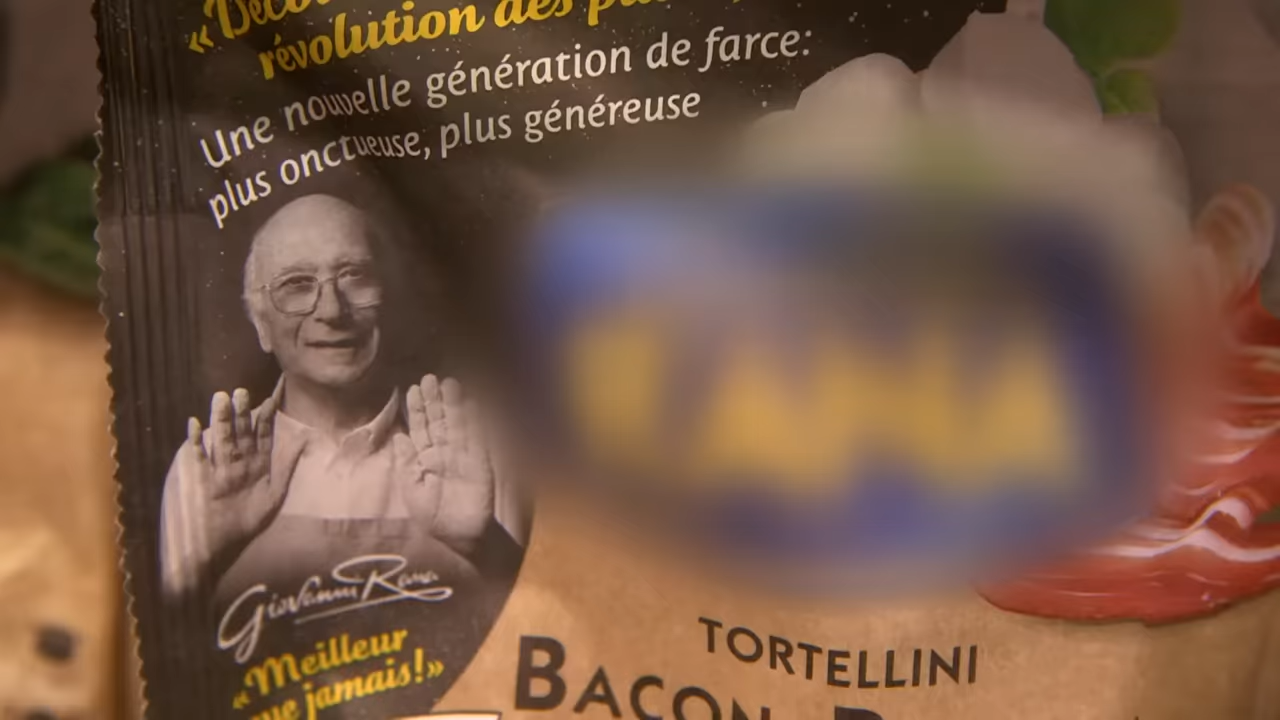 révolution des
Une nouvelle génération de farce:
plus onctueuse, plus généreuse
Giovanni Rana
«Meilleur
que jamais!»
TORTELLINI
BACON